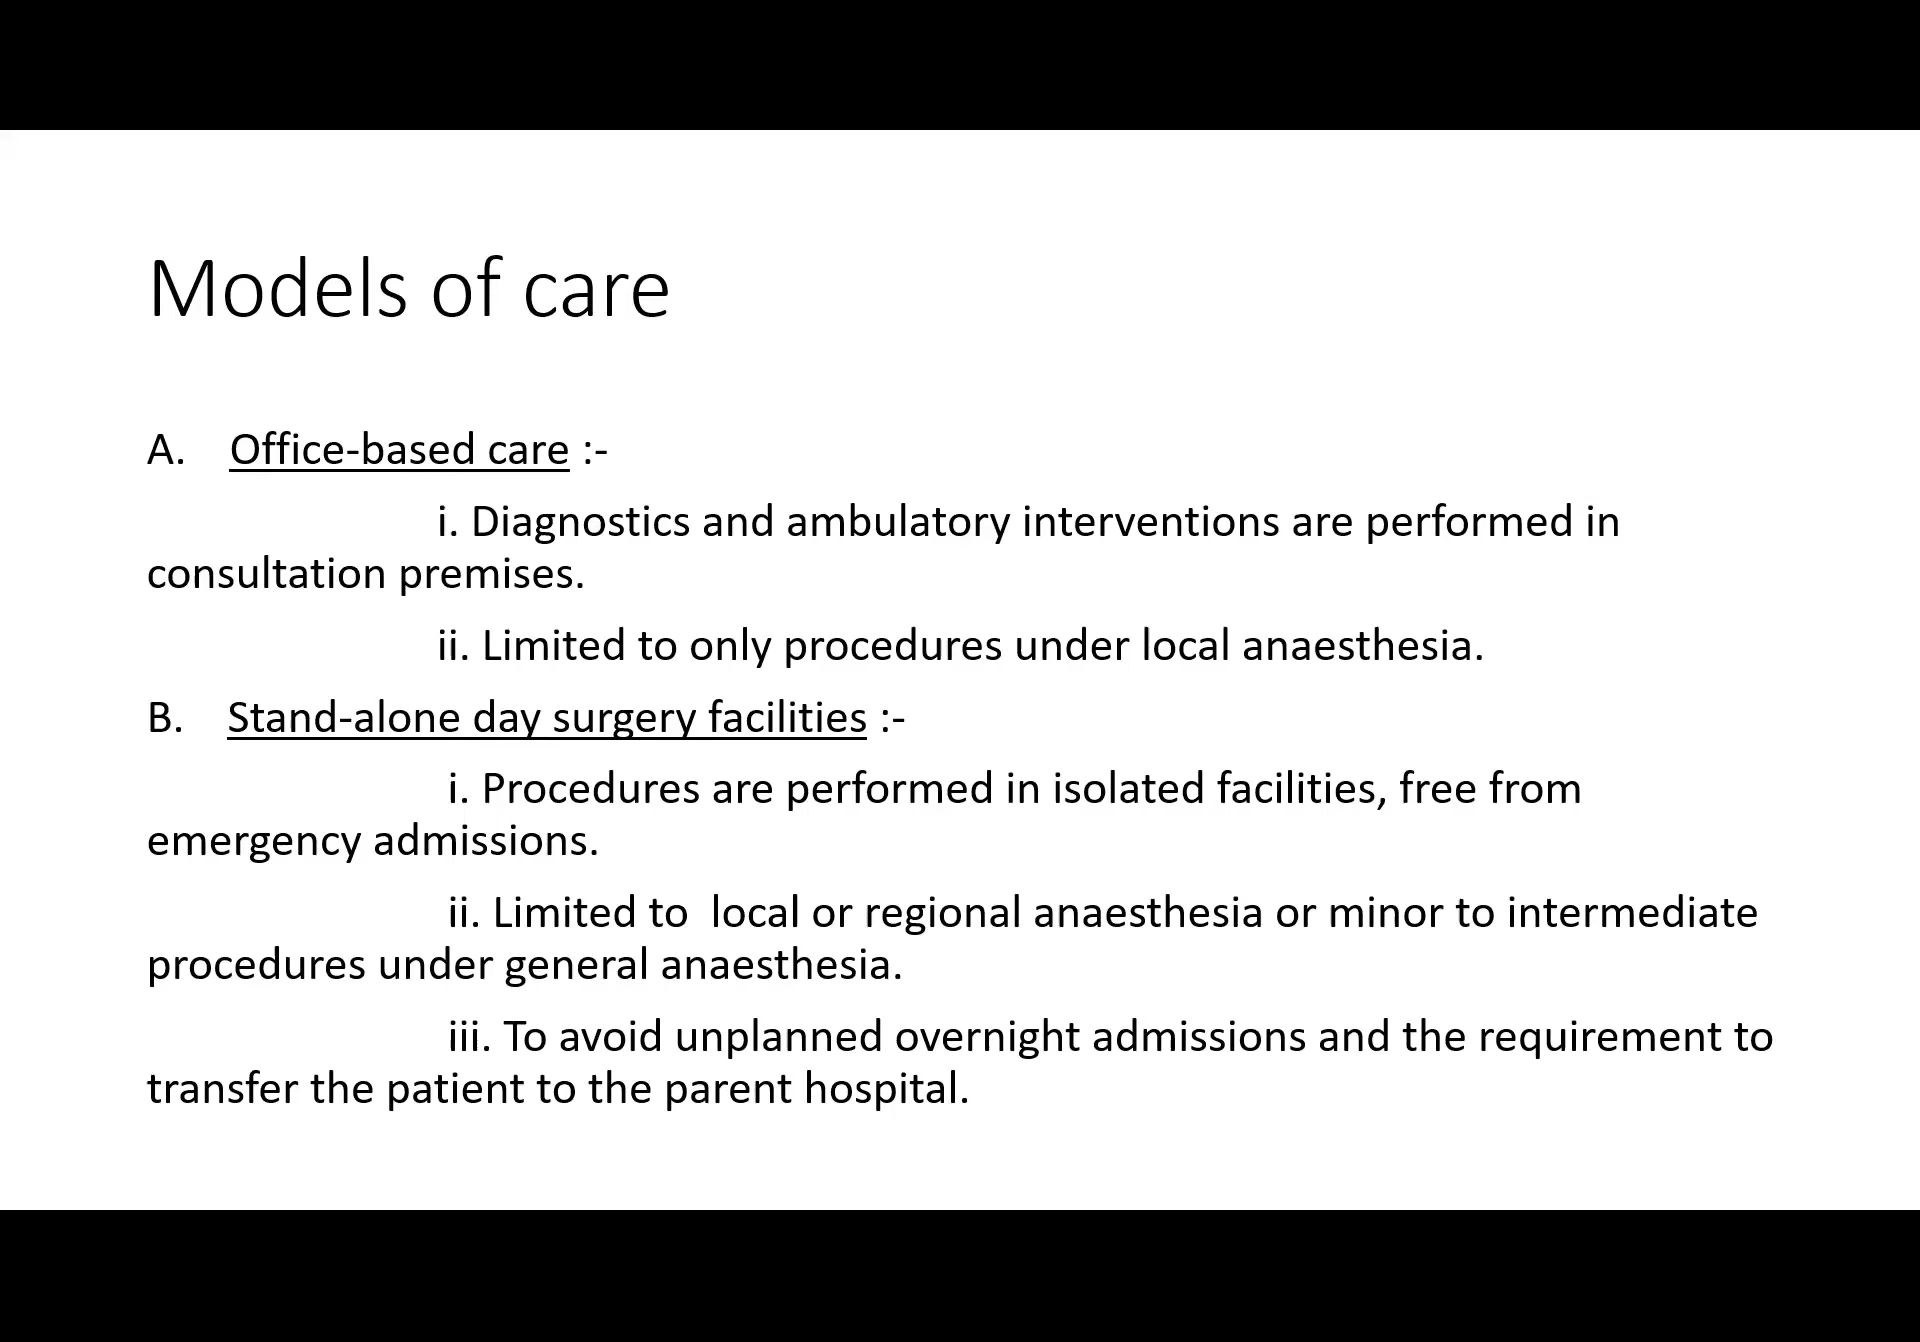 Models of care
A. Office-based care :-
i. Diagnostics and ambulatory interventions are performed in
consultation premises.
ii. Limited to only procedures under local anaesthesia.
B. Stand-alone day surgery facilities :-
i. Procedures are performed in isolated facilities, free from
emergency admissions.
ii. Limited to  local or regional anaesthesia or minor to intermediate
procedures under general anaesthesia.
iii. To avoid unplanned overnight admissions and the requirement to
transfer the patient to the parent hospital.